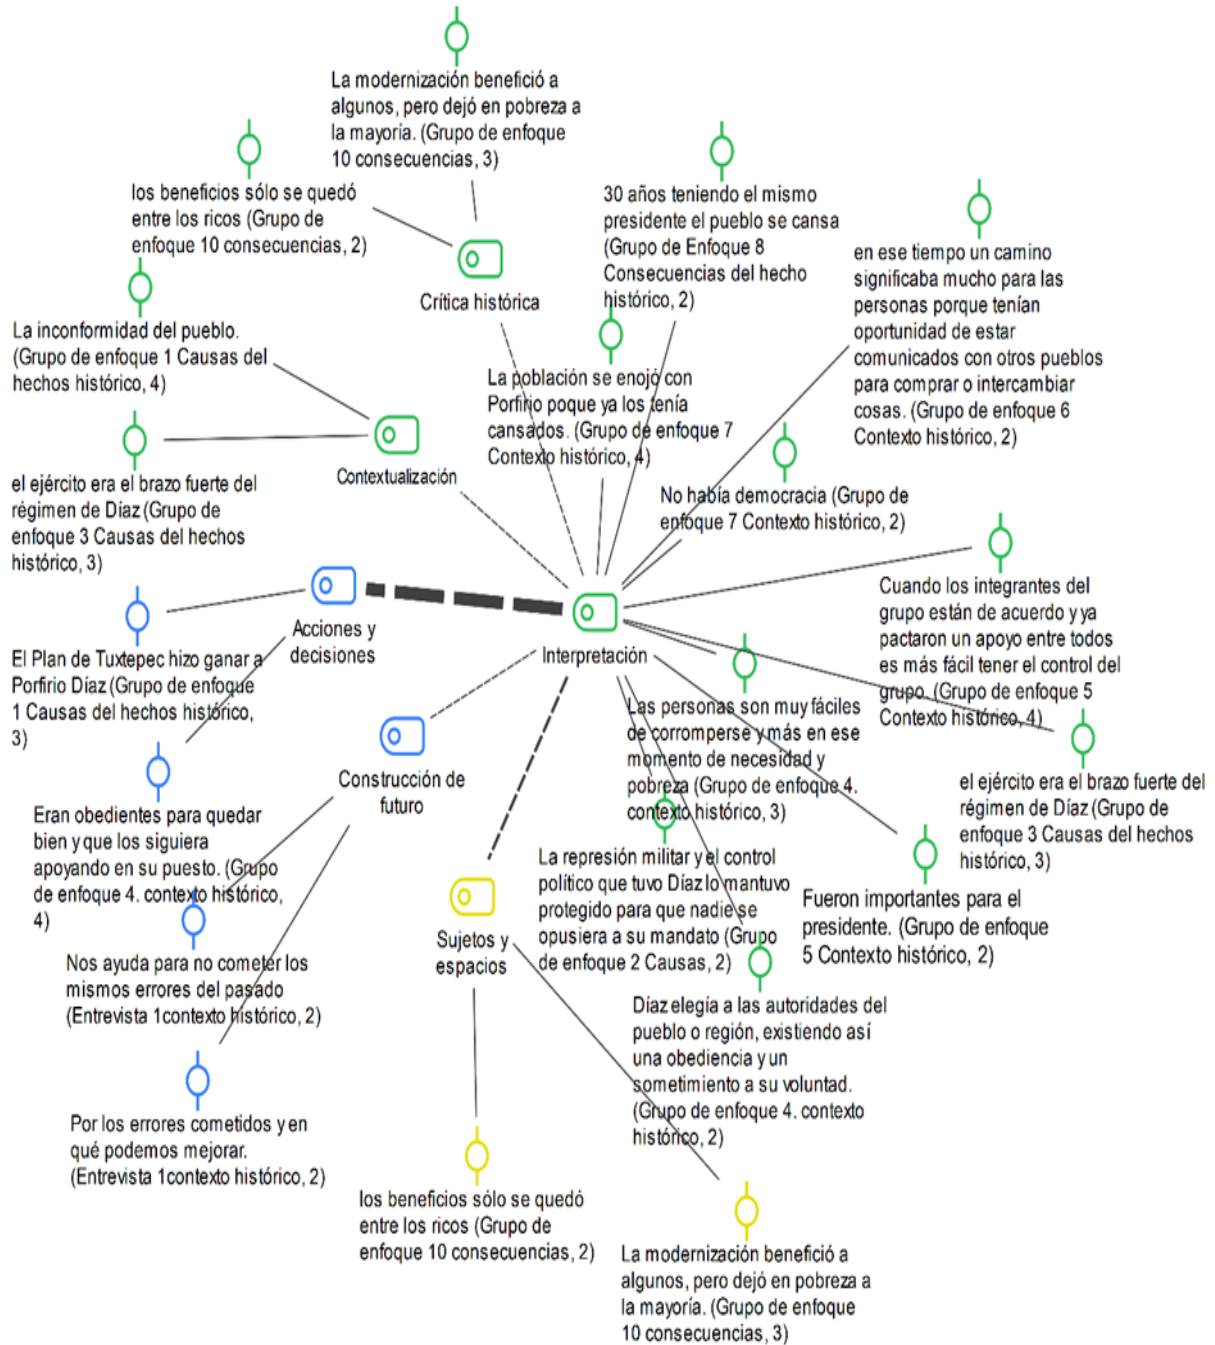 La modernización benefició a
algunos, pero dejó en pobreza a
la mayoría. (Grupo de enfoque
10 consecuencias, 3)
los beneficios sólo se quedó
entre los ricos (Grupo de
enfoque 10 consecuencias, 2)
Crítica histórica
30 años teniendo el mismo
presidente el pueblo se cansa
(Grupo de Enfoque 8
Consecuencias del hecho
histórico, 2)
en ese tiempo un camino
significaba mucho para las
personas porque tenían
oportunidad de estar
comunicados con otros pueblos
para comprar o intercambiar
cosas. (Grupo de enfoque 6
Contexto histórico, 2)
La inconformidad del pueblo.
(Grupo de enfoque 1 Causas del
hechos histórico, 4)
La población se enojó con
Porfirio poque ya los tenía
cansados. (Grupo de enfoque 7
Contexto histórico, 4)
Contextualización
No había democracia (Grupo de
enfoque 7 Contexto histórico, 2)
el ejército era el brazo fuerte del
régimen de Díaz (Grupo de
enfoque 3 Causas del hechos
histórico, 3)
Cuando los integrantes del
grupo están de acuerdo y ya
pactaron un apoyo entre todos
es más fácil tener el control del
grupo. (Grupo de enfoque 5
Contexto histórico, 4)
Acciones y
decisiones
Interpretación
El Plan de Tuxtepec hizo ganar a
Porfirio Díaz (Grupo de enfoque
1 Causas del hechos histórico,
3)
Las personas son muy fáciles
de corromperse y más en ese
momento de necesidad y
pobreza (Grupo de enfoque 4.
contexto histórico, 3)
el ejército era el brazo fuerte del
régimen de Díaz (Grupo de
enfoque 3 Causas del hechos
histórico, 3)
Construcción de
futuro
Eran obedientes para quedar
bien y que los siguiera
apoyando en su puesto. (Grupo
de enfoque 4. contexto histórico,
4)
La represión militar y el control
político que tuvo Díaz lo mantuvo
protegido para que nadie se
opusiera a su mandato (Grupo
de enfoque 2 Causas, 2)
Fueron importantes para el
presidente. (Grupo de enfoque
5 Contexto histórico, 2)
Sujetos y
espacios
Nos ayuda para no cometer los
mismos errores del pasado
(Entrevista 1contexto histórico, 2)
Díaz elegía a las autoridades del
pueblo o región, existiendo así
una obediencia y un
sometimiento a su voluntad.
(Grupo de enfoque 4. contexto
histórico, 2)
Por los errores cometidos y en
qué podemos mejorar.
(Entrevista 1contexto histórico, 2)
los beneficios sólo se quedó
entre los ricos (Grupo de
enfoque 10 consecuencias, 2)
La modernización benefició a
algunos, pero dejó en pobreza a
la mayoría. (Grupo de enfoque
10 consecuencias, 3)